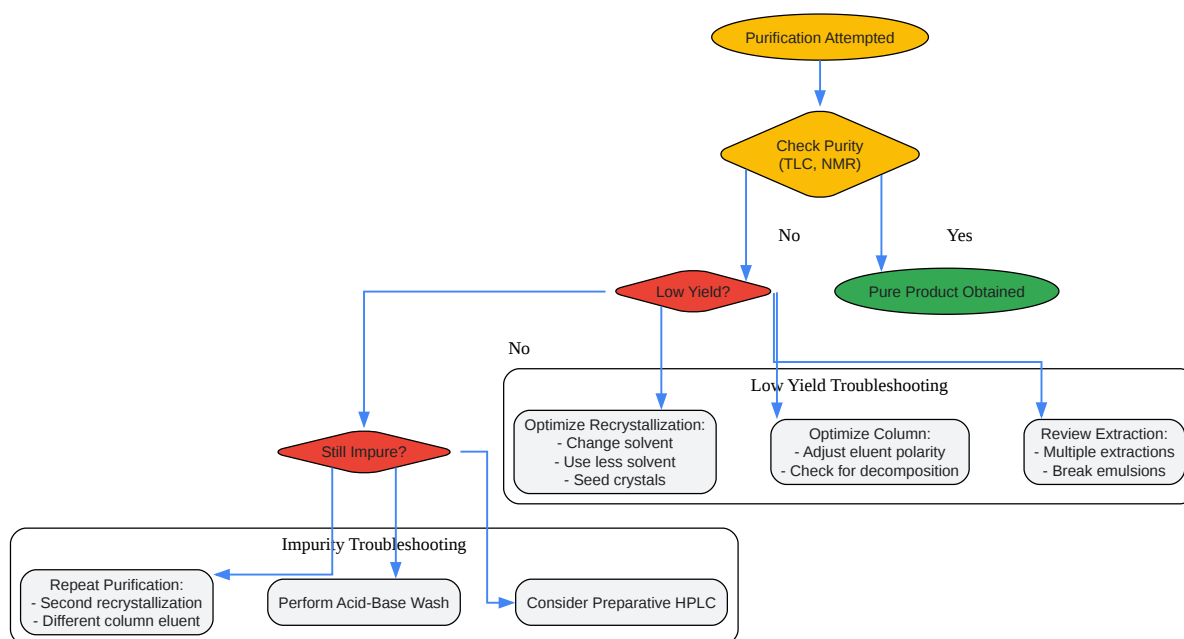 Purification Attempted
Check Purity
(TLC, NMR)
No
Yes
Low Yield?
Pure Product Obtained
No
Low Yield Troubleshooting
Optimize Recrystallization:
- Change solvent
- Use less solvent
- Seed crystals
Optimize Column:
- Adjust eluent polarity
- Check for decomposition
Review Extraction:
- Multiple extractions
- Break emulsions
Still Impure?
Impurity Troubleshooting
Repeat Purification:
- Second recrystallization
- Different column eluent
Perform Acid-Base Wash
Consider Preparative HPLC